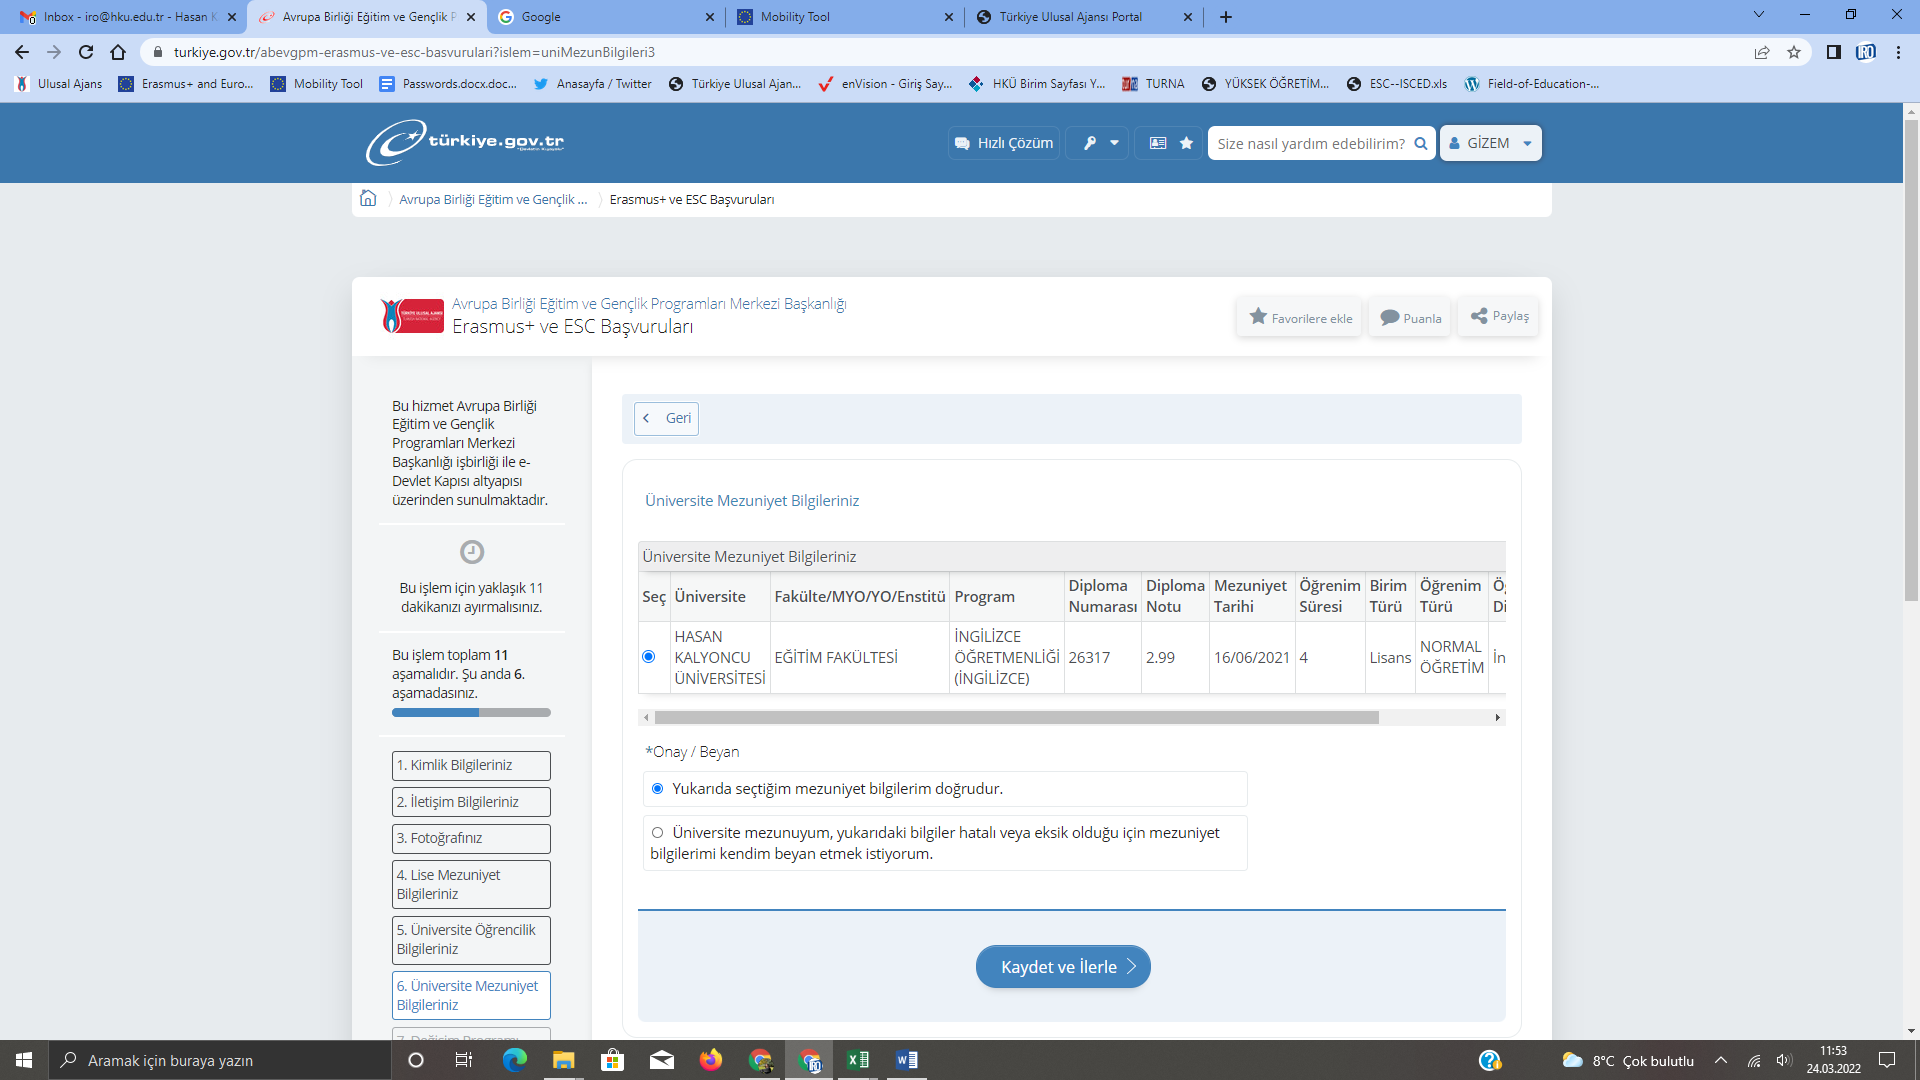 Inbox - iro@hku.edu.tr - Hasan K
Avrupa Birliği Eğitim ve Gençlik P
Google
Mobility Tool
Türkiye Ulusal Ajansı Portal
turkiye.gov.tr/abevgpm-erasmus-ve-esc-basvurulari?islem=uniMezunBilgileri3
Ulusal Ajans
Erasmus+ and Euro...
Mobility Tool
Passwords.docx.doc...
Anasayfa / Twitter
Türkiye Ulusal Ajan...
enVision - Giriş Say...
HKÜ Birim Sayfası Y...
TURNA
YÜKSEK ÖĞRETİM...
ESC--ISCED.xls
Field-of-Education-...
türkiye.gov.tr
Hızlı Çözüm
Size nasıl yardım edebilirim?
GİZEM
Avrupa Birliği Eğitim ve Gençlik ...
Erasmus+ ve ESC Başvuruları
Avrupa Birliği Eğitim ve Gençlik Programları Merkezi Başkanlığı
Erasmus+ ve ESC Başvuruları
Favorilere ekle
Puanla
Paylaş
Bu hizmet Avrupa Birliği
Eğitim ve Gençlik
Programları Merkezi
Başkanlığı işbirliği ile e-
Devlet Kapısı altyapısı
üzerinden sunulmaktadır.
Bu işlem için yaklaşık 11
dakikanızı ayırmalısınız.
Bu işlem toplam 11
aşamalıdır. Şu anda 6.
aşamadasınız.
1. Kimlik Bilgileriniz
2. İletişim Bilgileriniz
3. Fotoğrafınız
4. Lise Mezuniyet
Bilgileriniz
5. Üniversite Öğrencilik
Bilgileriniz
6. Üniversite Mezuniyet
Bilgileriniz
7. Değişim Programı
Geri
Üniversite Mezuniyet Bilgileriniz
Üniversite Mezuniyet Bilgileriniz
Seç Üniversite Fakülte/MYO/YO/Enstitü Program Diploma Numarası Diploma Notu Mezuniyet Tarihi Öğrenim Süresi Birim Türü Öğrenim Türü Öğ Di
HASAN KALYONCU ÜNİVERSİTESİ EĞİTİM FAKÜLTESİ İNGİLİZCE ÖĞRETMENLİĞİ (İNGİLİZCE) 26317 2.99 16/06/2021 4 Lisans NORMAL ÖĞRETİM İn
*Onay / Beyan
Yukarıda seçtiğim mezuniyet bilgilerim doğrudur.
Üniversite mezunuyum, yukarıdaki bilgiler hatalı veya eksik olduğu için mezuniyet
bilgilerimi kendim beyan etmek istiyorum.
Kaydet ve İlerle
Aramak için buraya yazın
8°C Çok bulutlu
11:53
24.03.2022